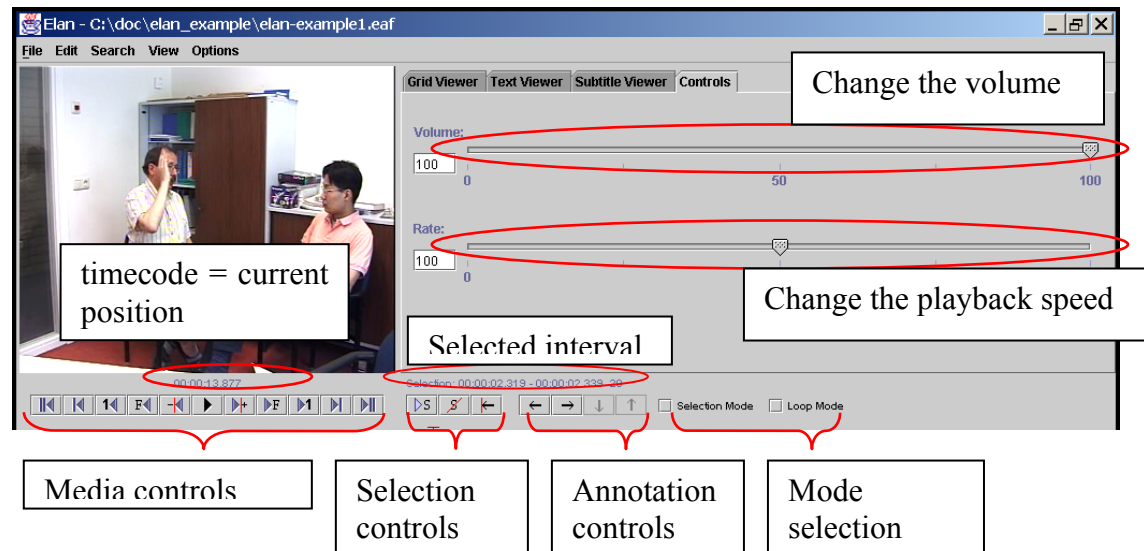 Elan - C:\doc\elan_example\elan-example1.eaf
File Edit Search View Options
Grid Viewer Text Viewer Subtitle Viewer Controls
Change the volume
Volume:
100
0 50 100
Rate:
100
0
Change the playback speed
timecode = current
position
Selected interval
00:00:13.877
Selection: 00:00:02.319 - 00:00:02.339 20
1 F - + F 1
S S
Selection Mode Loop Mode
Media controls
Selection
controls
Annotation
controls
Mode
selection